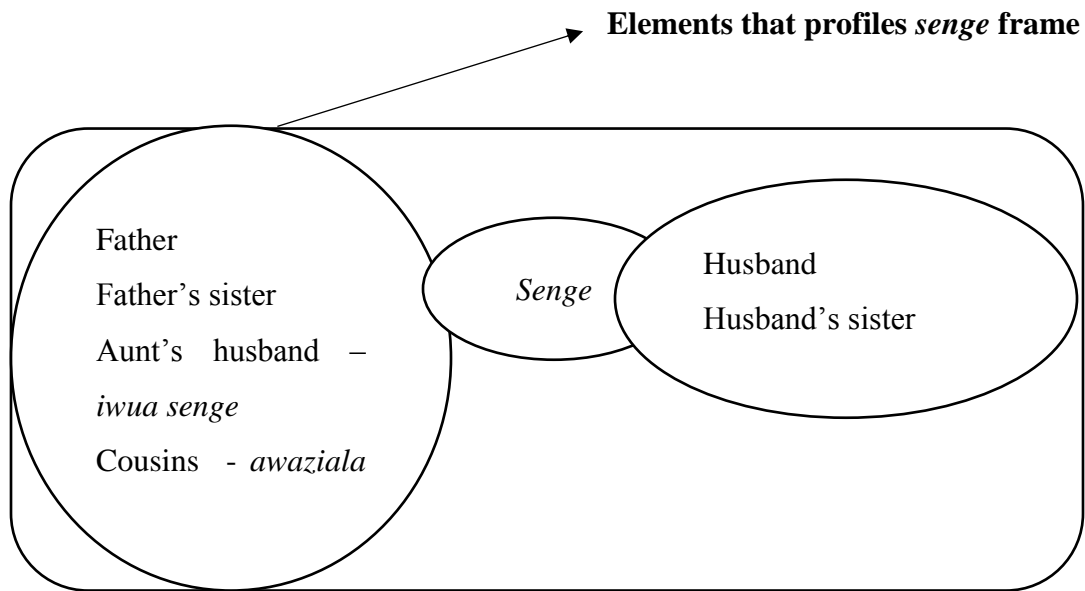 Elements that profiles senge frame
Father
Father’s sister
Aunt’s husband –
iwua senge
Cousins - awaziala
Senge
Husband
Husband’s sister